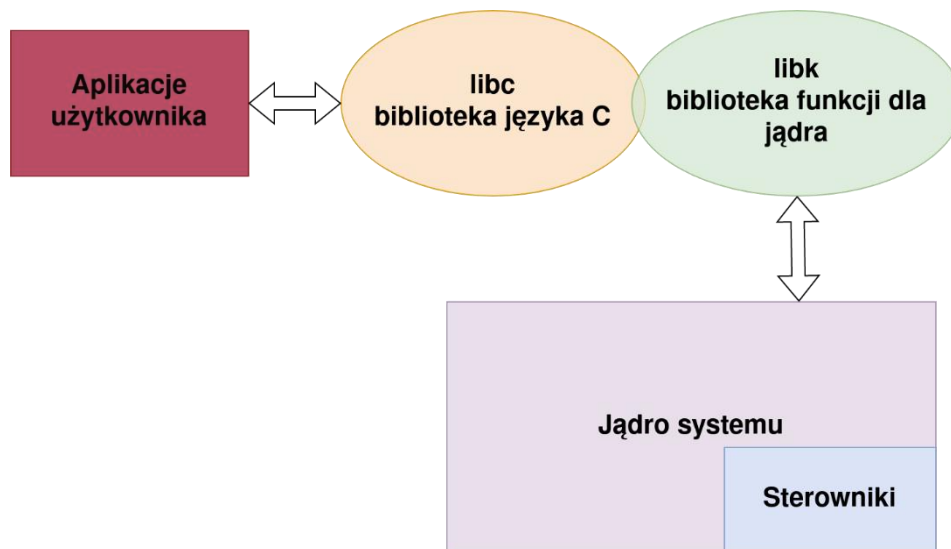 Aplikacje
użytkownika
libc
biblioteka języka C
libk
biblioteka funkcji dla
jądra
Jądro systemu
Sterowniki